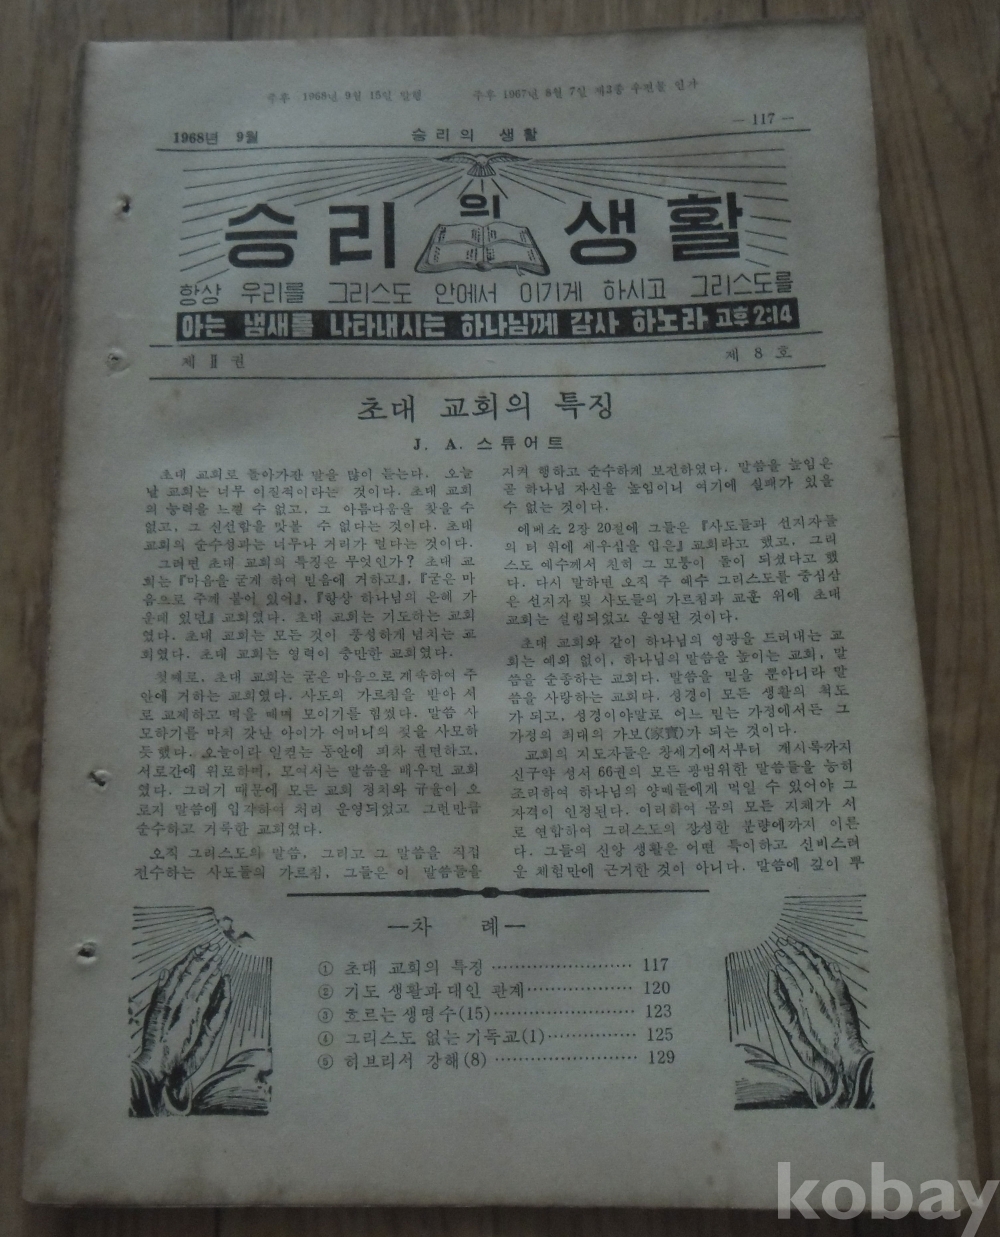 주후 1968년 9월 15일 발행 주후 1967년 8월 7일 제3종 우편물 인가
1968년 9월 승리의 생활 — 117 —
승리의 생활
항상 우리를 그리스도 안에서 이기게 하시고 그리스도를
아는 냄새를 나타내시는 하나님께 감사 하노라 고후 2:14
제 Ⅱ 권 제 8 호
초대 교회의 특징
J. A. 스튜어트
초대 교회로 돌아가잔 말을 많이 듣는다. 오늘
날 교회는 너무 이질적이라는 것이다. 초대 교회
의 능력을 느낄 수 없고, 그 아름다움을 찾을 수
없고, 그 신선함을 맛볼 수 없다는 것이다. 초대
교회의 순수성과는 너무나 거리가 멀다는 것이다.
그러면 초대 교회의 특징은 무엇인가? 초대 교
회는 『마음을 굳게 하여 믿음에 거하고』, 『굳은 마
음으로 주께 붙어 있어』, 『항상 하나님의 은혜 가
운데 있던』 교회였다. 초대 교회는 기도하는 교회
였다. 초대 교회는 모든 것이 풍성하게 넘치는 교
회였다. 초대 교회는 영력이 충만한 교회였다.
첫째로, 초대 교회는 굳은 마음으로 계속하여 주
안에 거하는 교회였다. 사도의 가르침을 받아 서
로 교제하고 떡을 떼며 모이기를 힘썼다. 말씀 사
모하기를 마치 갓난 아이가 어머니의 젖을 사모하
듯 했다. 오늘이라 일컫는 동안에 피차 권면하고,
서로간에 위로하며, 모여서는 말씀을 배우던 교회
였다. 그러기 때문에 모든 교회 정치와 규율이 오
로지 말씀에 입각하여 처리 운영되었고 그런만큼
순수하고 거룩한 교회였다.
오직 그리스도의 말씀, 그리고 그 말씀을 직접
전수하는 사도들의 가르침, 그들은 이 말씀들을
지켜 행하고 순수하게 보전하였다. 말씀을 높임은
곧 하나님 자신을 높임이니 여기에 실패가 있을
수 없는 것이다.
에베소 2장 20절에 그들은 『사도들과 선지자들
의 터 위에 세우심을 입은』 교회라고 했고, 그리
스도 예수께서 친히 그 모퉁이 돌이 되셨다고 했
다. 다시 말하면 오직 주 예수 그리스도를 중심삼
은 선지자 및 사도들의 가르침과 교훈 위에 초대
교회는 설립되었고 운영된 것이다.
초대 교회와 같이 하나님의 영광을 드러내는 교
회는 예외 없이, 하나님의 말씀을 높이는 교회, 말
씀을 순종하는 교회다. 말씀을 믿을 뿐아니라 말
씀을 사랑하는 교회다. 성경이 모든 생활의 척도
가 되고, 성경이야말로 어느 믿는 가정에서든 그
가정의 최대의 가보(家寶)가 되는 것이다.
교회의 지도자들은 창세기에서부터 계시록까지
신구약 성서 66권의 모든 광범위한 말씀들을 능히
조리하여 하나님의 양떼들에게 먹일 수 있어야 그
자격이 인정된다. 이리하여 몸의 모든 지체가 서
로 연합하여 그리스도의 장성한 분량에까지 이른
다. 그들의 신앙 생활은 어떤 특이하고 신비스러
운 체험만에 근거한 것이 아니다. 말씀에 깊이 뿌
—차 례—
① 초대 교회의 특징 ························ 117
② 기도 생활과 대인 관계 ·················· 120
③ 흐르는 생명수(15) ························ 123
④ 그리스도 없는 기독교(1) ················ 125
⑤ 히브리서 강해(8) ························ 129
kobay